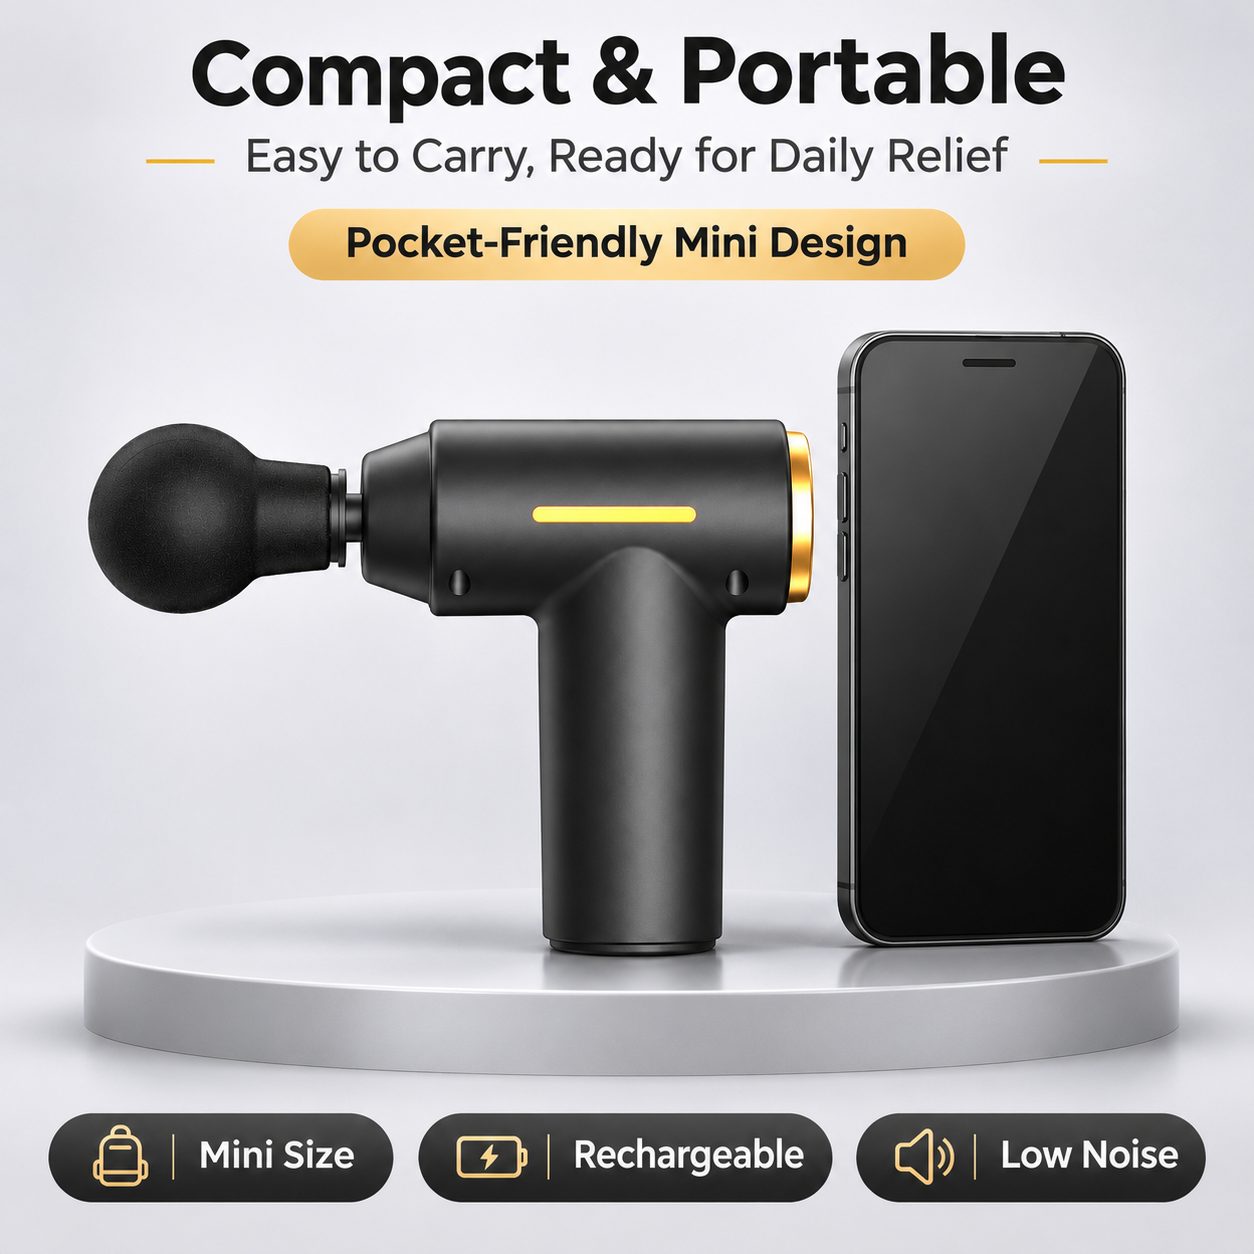 Compact & Portable
Easy to Carry, Ready for Daily Relief
Pocket-Friendly Mini Design
Mini Size
Rechargeable
Low Noise